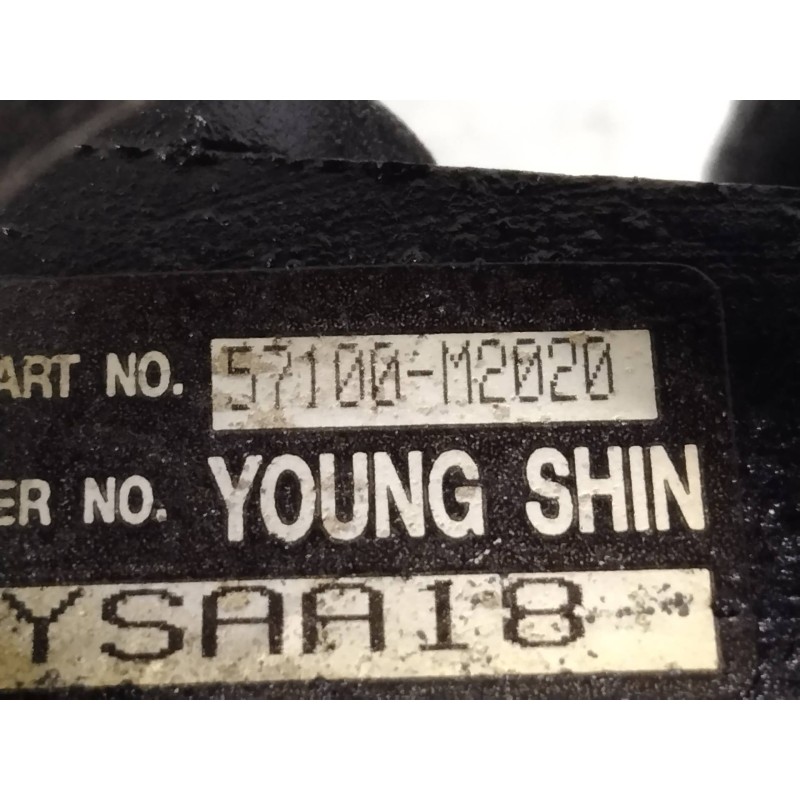 ART NO. 57100-M2020
ER NO. YOUNG SHIN
YSAA18